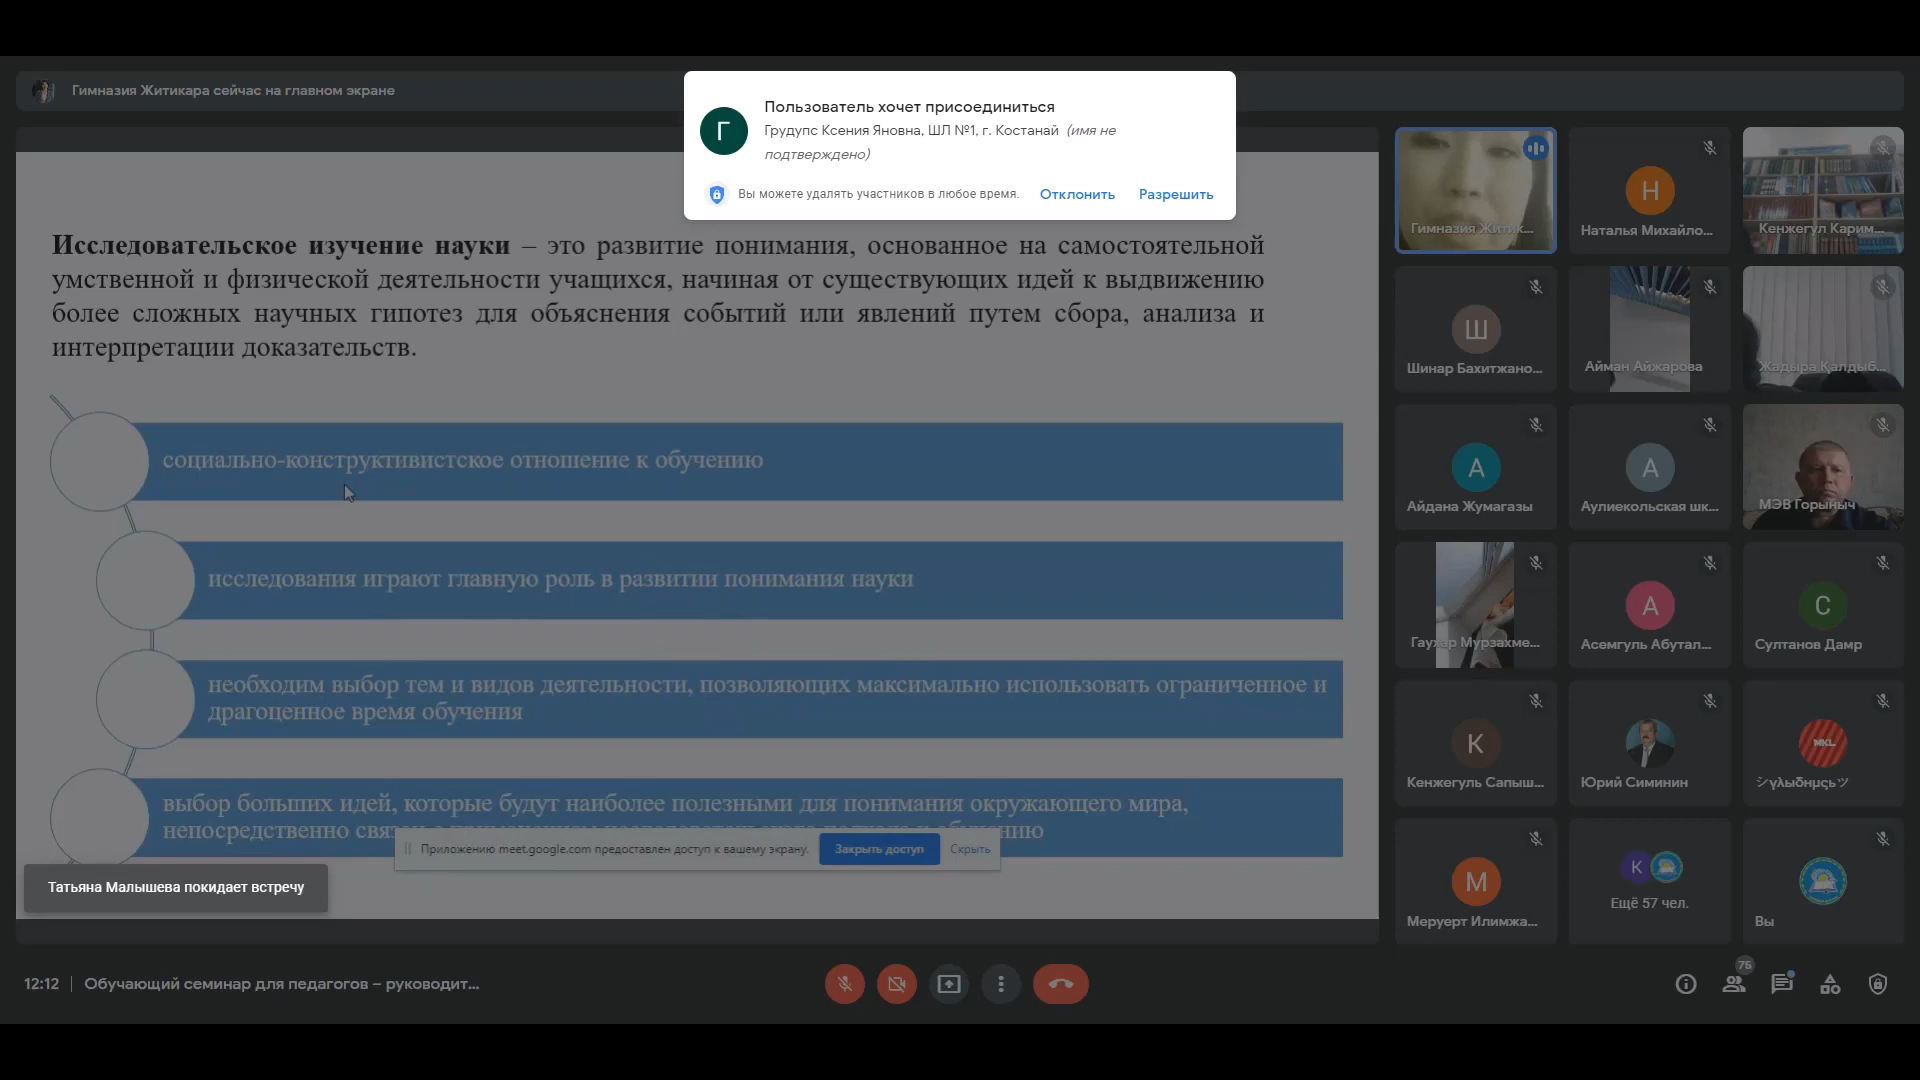 Гимназия Житикара сейчас на главном экране
Г
Пользователь хочет присоединиться
Грудупс Ксения Яновна, ШЛ №1, г. Костанай (имя не
подтверждено)
Вы можете удалять участников в любое время.
Отклонить
Разрешить
Исследовательское изучение науки – это развитие понимания, основанное на самостоятельной
умственной и физической деятельности учащихся, начиная от существующих идей к выдвижению
более сложных научных гипотез для объяснения событий или явлений путем сбора, анализа и
интерпретации доказательств.
социально-конструктивистское отношение к обучению
исследования играют главную роль в развитии понимания науки
необходим выбор тем и видов деятельности, позволяющих максимально использовать ограниченное и
драгоценное время обучения
выбор больших идей, которые будут наиболее полезными для понимания окружающего мира,
непосредственно
Приложению meet.google.com предоставлен доступ к вашему экрану.
Закрыть доступ
Скрыть
Татьяна Малышева покидает встречу
Гимназия Житик...
Н
Наталья Михайло...
Кенжегул Карим...
Ш
Шинар Бахитжано...
Айман Айжарова
Жадыра Қалдыб...
А
Айдана Жумагазы
А
Аулиекольская шк...
МЭВ Горыныч
Гаухар Мурзахме...
А
Асемгуль Абутал...
С
Султанов Дамр
К
Кенжегуль Сапыш...
Юрий Симинин
MKL
М
Меруерт Илимжа...
К
Ещё 57 чел.
Вы
12:12
Обучающий семинар для педагогов – руководит...
75